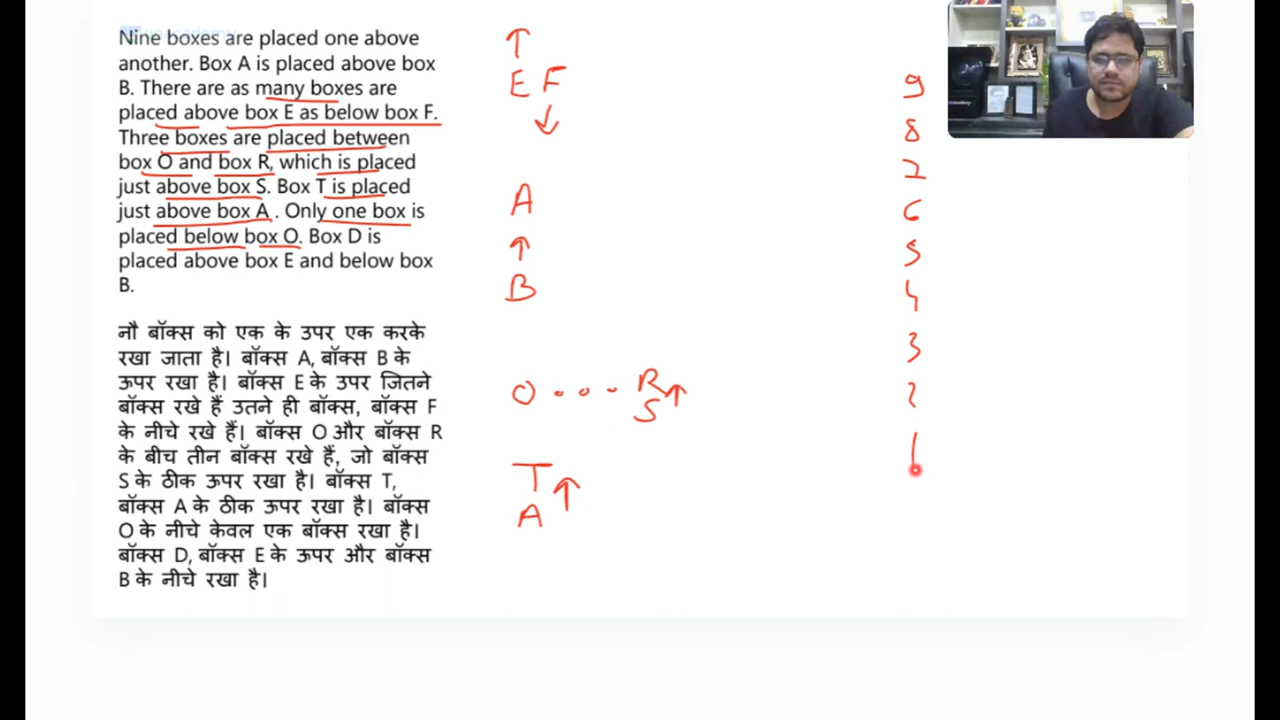 Nine boxes are placed one above
another. Box A is placed above box
B. There are as many boxes are
placed above box E as below box F.
Three boxes are placed between
box O and box R, which is placed
just above box S. Box T is placed
just above box A . Only one box is
placed below box O. Box D is
placed above box E and below box
B.
नौ बॉक्स को एक के उपर एक करके
रखा जाता है। बॉक्स A, बॉक्स B के
ऊपर रखा है। बॉक्स E के उपर जितने
बॉक्स रखे हैं उतने ही बॉक्स, बॉक्स F
के नीचे रखे हैं। बॉक्स O और बॉक्स R
के बीच तीन बॉक्स रखे हैं, जो बॉक्स
S के ठीक ऊपर रखा है। बॉक्स T,
बॉक्स A के ठीक ऊपर रखा है। बॉक्स
O के नीचे केवल एक बॉक्स रखा है।
बॉक्स D, बॉक्स E के ऊपर और बॉक्स
B के नीचे रखा है।
↑
E F
↓
A
↑
B
O . . . R ↑
S
T ↑
A
9
8
7
6
5
4
3
2
1